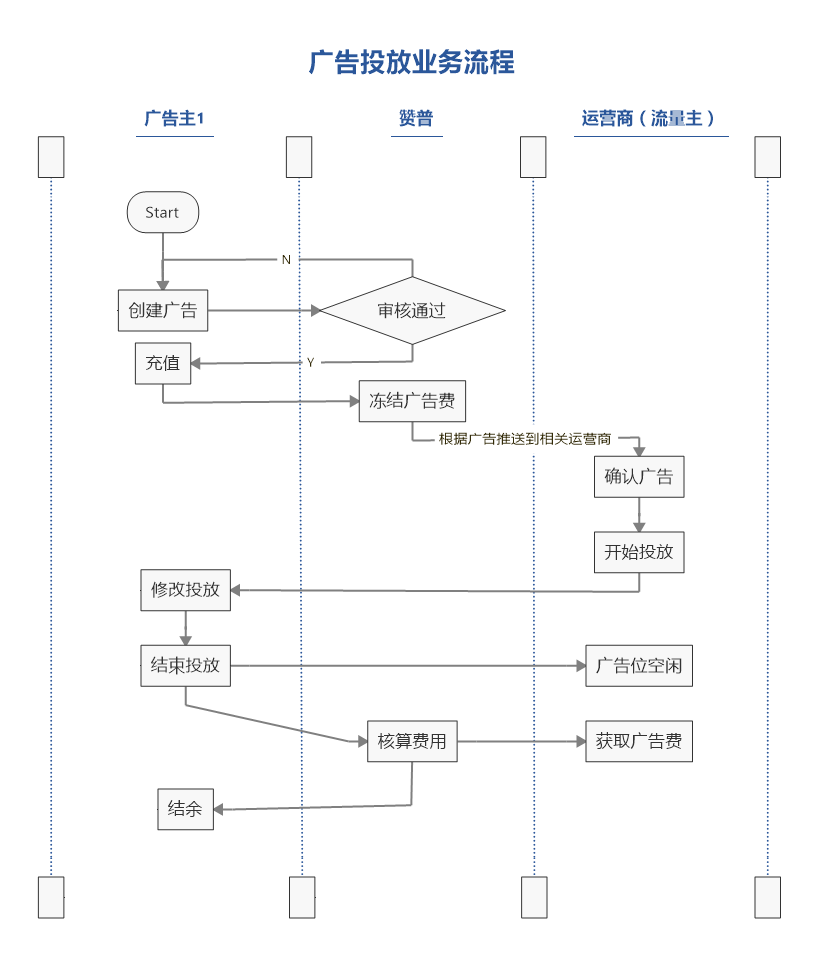 广告投放业务流程
广告主1
赟普
运营商（流量主）
Start
N
创建广告
审核通过
Y
充值
冻结广告费
根据广告推送到相关运营商
确认广告
开始投放
修改投放
结束投放
广告位空闲
核算费用
获取广告费
结余